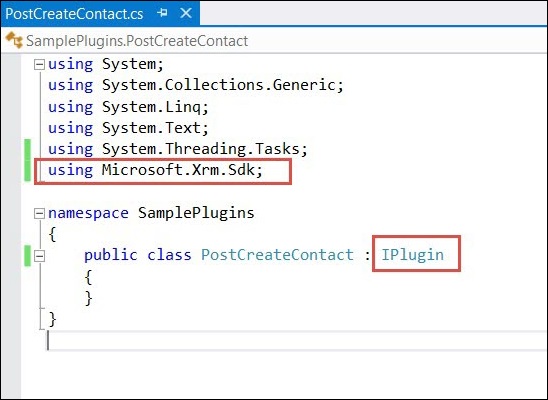 PostCreateContact.cs
SamplePlugins.PostCreateContact
using System;
using System.Collections.Generic;
using System.Linq;
using System.Text;
using System.Threading.Tasks;
using Microsoft.Xrm.Sdk;
namespace SamplePlugins
{
public class PostCreateContact : IPlugin
{
}
}